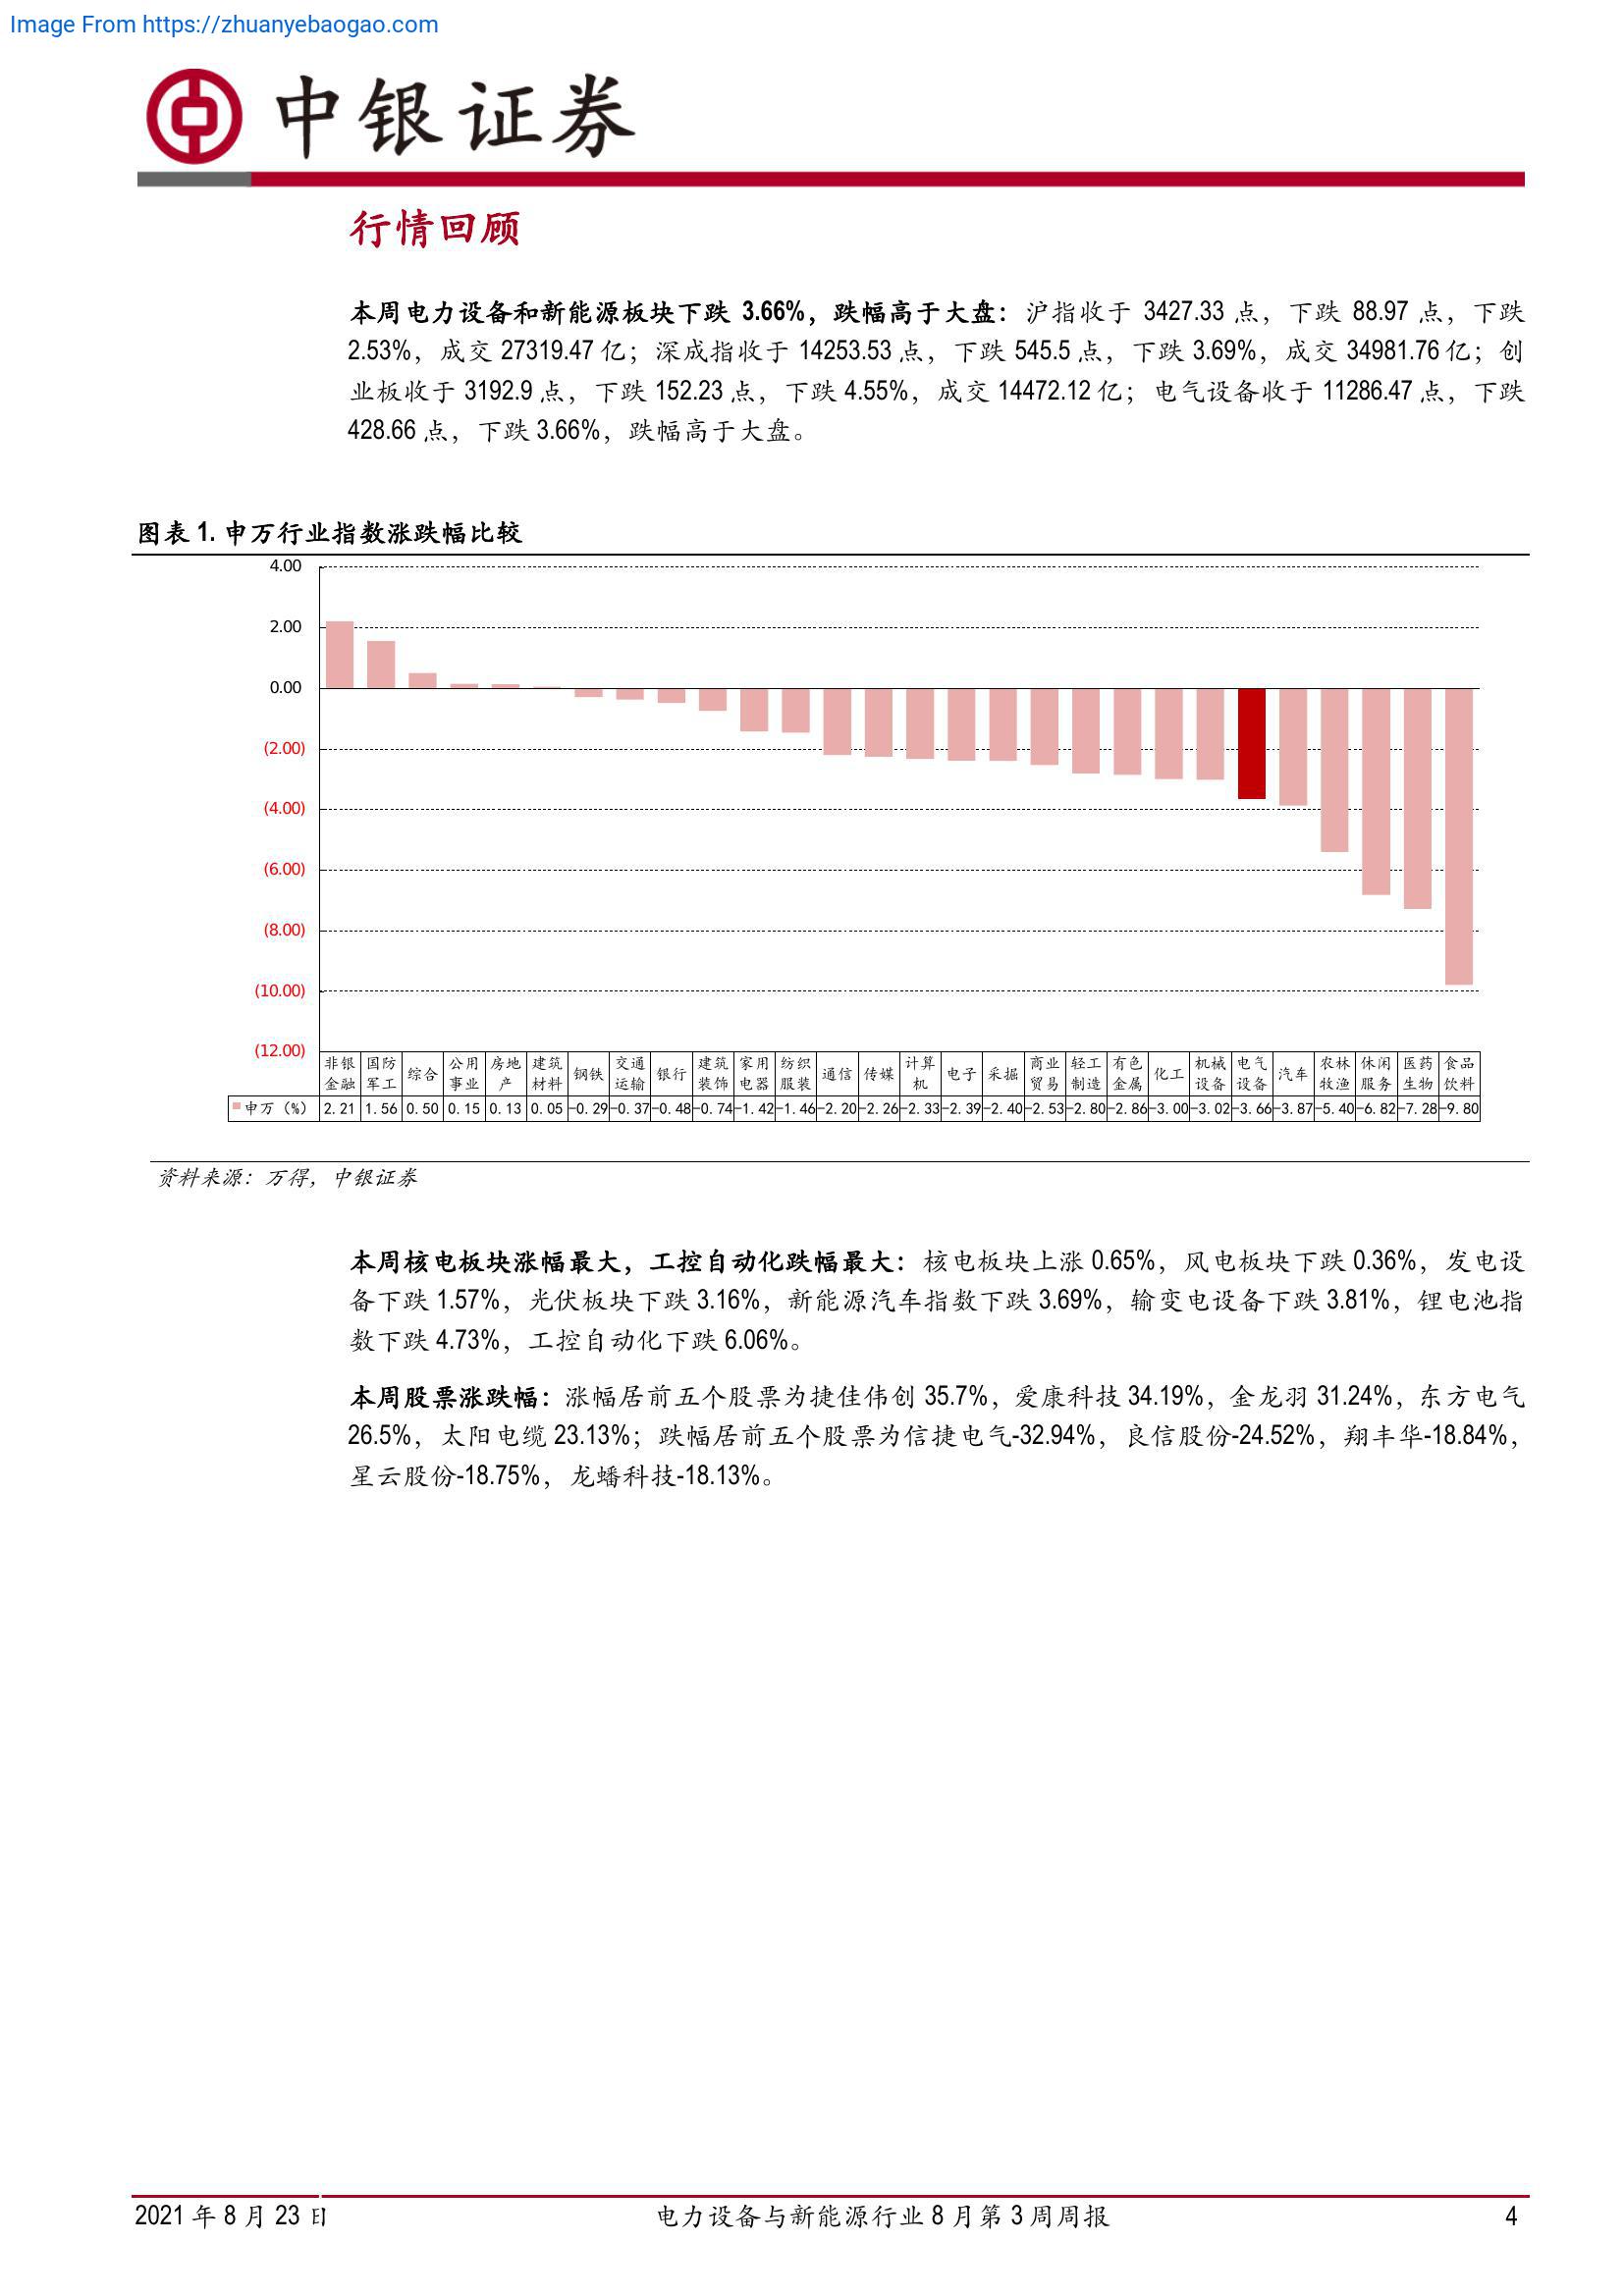 Image From https://zhuanyebaogao.com
中银证券
行情回顾
本周电力设备和新能源板块下跌 3.66%，跌幅高于大盘：沪指收于 3427.33 点，下跌 88.97 点，下跌
2.53%，成交 27319.47 亿；深成指收于 14253.53 点，下跌 545.5 点，下跌 3.69%，成交 34981.76 亿；创
业板收于 3192.9 点，下跌 152.23 点，下跌 4.55%，成交 14472.12 亿；电气设备收于 11286.47 点，下跌
428.66 点，下跌 3.66%，跌幅高于大盘。
图表 1. 申万行业指数涨跌幅比较
4.00
2.00
0.00
(2.00)
(4.00)
(6.00)
(8.00)
(10.00)
(12.00)
非银金融 国防军工 综合 公用事业 房地产 建筑材料 钢铁 交通运输 银行 建筑装饰 家用电器 纺织服装 通信 传媒 计算机 电子 采掘 商业贸易 轻工制造 有色金属 化工 机械设备 电气设备 汽车 农林牧渔 休闲服务 医药生物 食品饮料
申万（%） 2.21 1.56 0.50 0.15 0.13 0.05 -0.29 -0.37 -0.48 -0.74 -1.42 -1.46 -2.20 -2.26 -2.33 -2.39 -2.40 -2.53 -2.80 -2.86 -3.00 -3.02 -3.66 -3.87 -5.40 -6.82 -7.28 -9.80
资料来源：万得，中银证券
本周核电板块涨幅最大，工控自动化跌幅最大：核电板块上涨 0.65%，风电板块下跌 0.36%，发电设
备下跌 1.57%，光伏板块下跌 3.16%，新能源汽车指数下跌 3.69%，输变电设备下跌 3.81%，锂电池指
数下跌 4.73%，工控自动化下跌 6.06%。
本周股票涨跌幅：涨幅居前五个股票为捷佳伟创 35.7%，爱康科技 34.19%，金龙羽 31.24%，东方电气
26.5%，太阳电缆 23.13%；跌幅居前五个股票为信捷电气-32.94%，良信股份-24.52%，翔丰华-18.84%，
星云股份-18.75%，龙蟠科技-18.13%。
2021 年 8 月 23 日
电力设备与新能源行业 8 月第 3 周周报
4